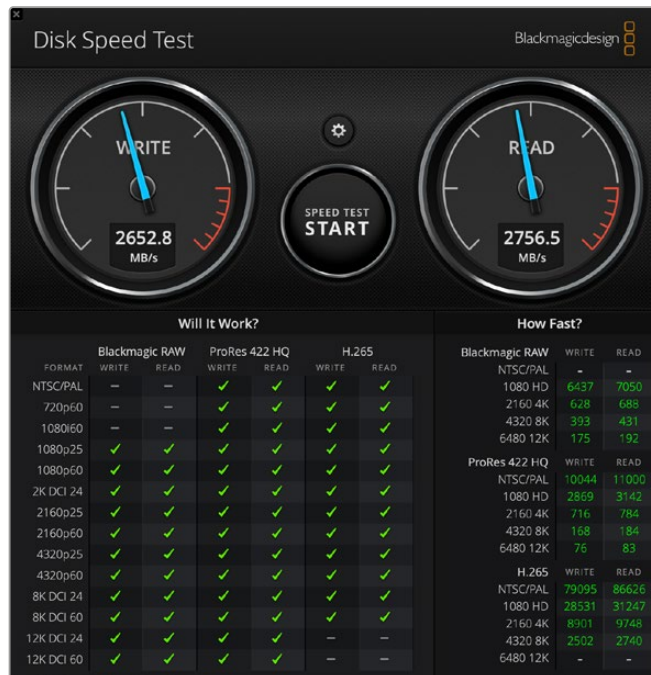 Disk Speed Test
Blackmagicdesign
WRITE
2652.8
MB/s
SPEED TEST
START
READ
2756.5
MB/s
Will It Work?
Blackmagic RAW ProRes 422 HQ H.265
FORMAT WRITE READ WRITE READ WRITE READ
NTSC/PAL — — ✓ ✓ ✓ ✓
720p60 — — ✓ ✓ ✓ ✓
1080i60 — — ✓ ✓ ✓ ✓
1080p25 ✓ ✓ ✓ ✓ ✓ ✓
1080p60 ✓ ✓ ✓ ✓ ✓ ✓
2K DCI 24 ✓ ✓ ✓ ✓ ✓ ✓
2160p25 ✓ ✓ ✓ ✓ ✓ ✓
2160p60 ✓ ✓ ✓ ✓ ✓ ✓
4320p25 ✓ ✓ ✓ ✓ ✓ ✓
4320p60 ✓ ✓ ✓ ✓ ✓ ✓
8K DCI 24 ✓ ✓ ✓ ✓ ✓ ✓
8K DCI 60 ✓ ✓ ✓ ✓ ✓ ✓
12K DCI 24 ✓ ✓ ✓ ✓ — —
12K DCI 60 ✓ ✓ ✓ ✓ — —
How Fast?
Blackmagic RAW WRITE READ
NTSC/PAL - -
1080 HD 6437 7050
2160 4K 628 688
4320 8K 393 431
6480 12K 175 192
ProRes 422 HQ WRITE READ
NTSC/PAL 10044 11000
1080 HD 2869 3142
2160 4K 716 784
4320 8K 168 184
6480 12K 76 83
H.265 WRITE READ
NTSC/PAL 79095 86626
1080 HD 28531 31247
2160 4K 8901 9748
4320 8K 2502 2740
6480 12K - -